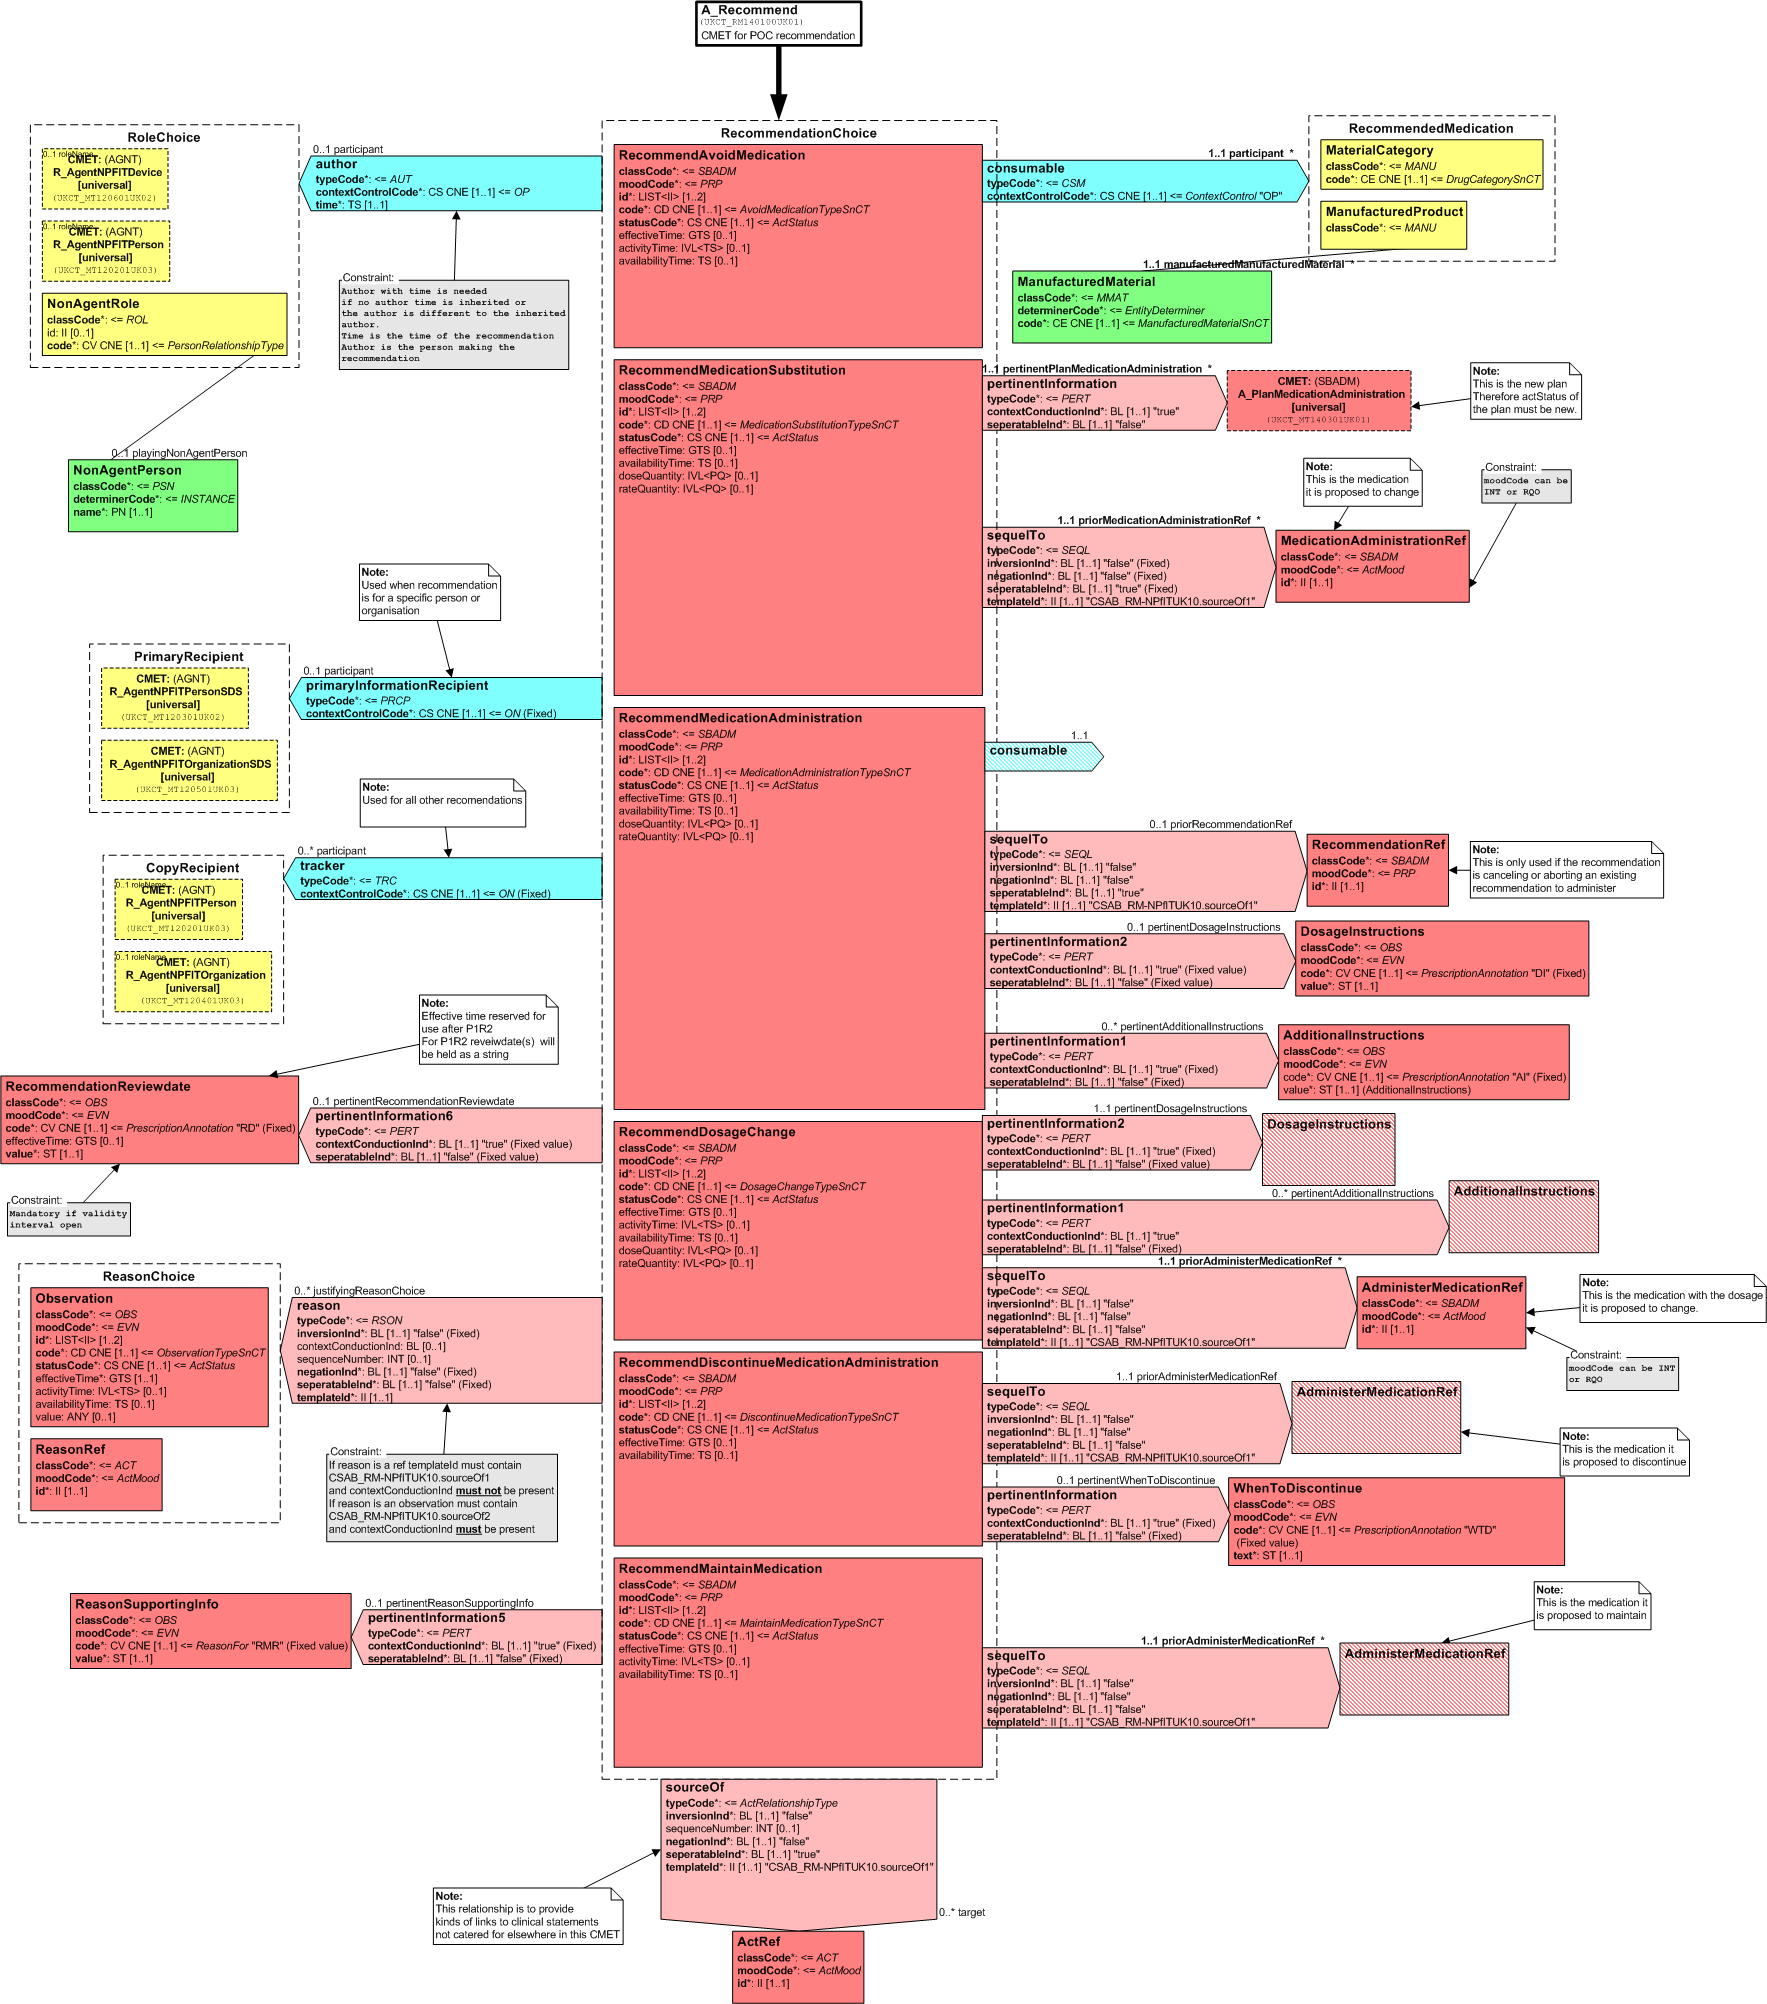 A_Recommend
(UKCT_RM140100UK01)
CMET for POC recommendation
RoleChoice
0..1 roleName
CMET: (AGNT)
R_AgentNPFITDevice
[universal]
(UKCT_MT120601UK02)
0..1 roleName
CMET: (AGNT)
R_AgentNPFITPerson
[universal]
(UKCT_MT120201UK03)
NonAgentRole
classCode*: <= ROL
id: II [0..1]
code*: CV CNE [1..1] <= PersonRelationshipType
0..1 playingNonAgentPerson
NonAgentPerson
classCode*: <= PSN
determinerCode*: <= INSTANCE
name*: PN [1..1]
0..1 participant
author
typeCode*: <= AUT
contextControlCode*: CS CNE [1..1] <= OP
time*: TS [1..1]
Constraint:
Author with time is needed
if no author time is inherited or
the author is different to the inherited
author.
Time is the time of the recommendation
Author is the person making the
recommendation
RecommendationChoice
RecommendAvoidMedication
classCode*: <= SBADM
moodCode*: <= PRP
id*: LIST<II> [1..2]
code*: CD CNE [1..1] <= AvoidMedicationTypeSnCT
statusCode*: CS CNE [1..1] <= ActStatus
effectiveTime: GTS [0..1]
activityTime: IVL<TS> [0..1]
availabilityTime: TS [0..1]
1..1 participant *
consumable
typeCode*: <= CSM
contextControlCode*: CS CNE [1..1] <= ContextControl "OP"
RecommendedMedication
MaterialCategory
classCode*: <= MANU
code*: CE CNE [1..1] <= DrugCategorySnCT
ManufacturedProduct
classCode*: <= MANU
1..1 manufacturedManufacturedMaterial *
ManufacturedMaterial
classCode*: <= MMAT
determinerCode*: <= EntityDeterminer
code*: CE CNE [1..1] <= ManufacturedMaterialSnCT
RecommendMedicationSubstitution
classCode*: <= SBADM
moodCode*: <= PRP
id*: LIST<II> [1..2]
code*: CD CNE [1..1] <= MedicationSubstitutionTypeSnCT
statusCode*: CS CNE [1..1] <= ActStatus
effectiveTime: GTS [0..1]
availabilityTime: TS [0..1]
doseQuantity: IVL<PQ> [0..1]
rateQuantity: IVL<PQ> [0..1]
1..1 pertinentPlanMedicationAdministration *
pertinentInformation
typeCode*: <= PERT
contextConductionInd*: BL [1..1] "true"
seperatableInd*: BL [1..1] "false"
CMET: (SBADM)
A_PlanMedicationAdministration
[universal]
(UKCT_MT140301UK01)
Note:
This is the new plan
Therefore actStatus of
the plan must be new.
1..1 priorMedicationAdministrationRef *
sequelTo
typeCode*: <= SEQL
inversionInd*: BL [1..1] "false" (Fixed)
negationInd*: BL [1..1] "false" (Fixed)
seperatableInd*: BL [1..1] "true" (Fixed)
templateId*: II [1..1] "CSAB_RM-NPfITUK10.sourceOf1"
Note:
This is the medication
it is proposed to change
Constraint:
moodCode can be
INT or RQO
MedicationAdministrationRef
classCode*: <= SBADM
moodCode*: <= ActMood
id*: II [1..1]
Note:
Used when recommendation
is for a specific person or
organisation
PrimaryRecipient
CMET: (AGNT)
R_AgentNPFITPersonSDS
[universal]
(UKCT_MT120301UK02)
CMET: (AGNT)
R_AgentNPFITOrganizationSDS
[universal]
(UKCT_MT120501UK03)
0..1 participant
primaryInformationRecipient
typeCode*: <= PRCP
contextControlCode*: CS CNE [1..1] <= ON (Fixed)
Note:
Used for all other recomendations
CopyRecipient
0..1 roleName
CMET: (AGNT)
R_AgentNPFITPerson
[universal]
(UKCT_MT120201UK03)
0..1 roleName
CMET: (AGNT)
R_AgentNPFITOrganization
[universal]
(UKCT_MT120401UK03)
0..* participant
tracker
typeCode*: <= TRC
contextControlCode*: CS CNE [1..1] <= ON (Fixed)
RecommendMedicationAdministration
classCode*: <= SBADM
moodCode*: <= PRP
id*: LIST<II> [1..2]
code*: CD CNE [1..1] <= MedicationAdministrationTypeSnCT
statusCode*: CS CNE [1..1] <= ActStatus
effectiveTime: GTS [0..1]
availabilityTime: TS [0..1]
doseQuantity: IVL<PQ> [0..1]
rateQuantity: IVL<PQ> [0..1]
1..1
consumable
0..1 priorRecommendationRef
sequelTo
typeCode*: <= SEQL
inversionInd*: BL [1..1] "false"
negationInd*: BL [1..1] "false"
seperatableInd*: BL [1..1] "true"
templateId*: II [1..1] "CSAB_RM-NPfITUK10.sourceOf1"
RecommendationRef
classCode*: <= SBADM
moodCode*: <= PRP
id*: II [1..1]
Note:
This is only used if the recommendation
is canceling or aborting an existing
recommendation to administer
0..1 pertinentDosageInstructions
pertinentInformation2
typeCode*: <= PERT
contextConductionInd*: BL [1..1] "true" (Fixed value)
seperatableInd*: BL [1..1] "false" (Fixed value)
DosageInstructions
classCode*: <= OBS
moodCode*: <= EVN
code*: CV CNE [1..1] <= PrescriptionAnnotation "DI" (Fixed)
value*: ST [1..1]
0..* pertinentAdditionalInstructions
pertinentInformation1
typeCode*: <= PERT
contextConductionInd*: BL [1..1] "true" (Fixed)
seperatableInd*: BL [1..1] "false" (Fixed)
AdditionalInstructions
classCode*: <= OBS
moodCode*: <= EVN
code*: CV CNE [1..1] <= PrescriptionAnnotation "AI" (Fixed)
value*: ST [1..1] (AdditionalInstructions)
Note:
Effective time reserved for
use after P1R2
For P1R2 reveiwdate(s) will
be held as a string
RecommendationReviewdate
classCode*: <= OBS
moodCode*: <= EVN
code*: CV CNE [1..1] <= PrescriptionAnnotation "RD" (Fixed)
effectiveTime: GTS [0..1]
value*: ST [1..1]
0..1 pertinentRecommendationReviewdate
pertinentInformation6
typeCode*: <= PERT
contextConductionInd*: BL [1..1] "true" (Fixed value)
seperatableInd*: BL [1..1] "false" (Fixed value)
Constraint:
Mandatory if validity
interval open
RecommendDosageChange
classCode*: <= SBADM
moodCode*: <= PRP
id*: LIST<II> [1..2]
code*: CD CNE [1..1] <= DosageChangeTypeSnCT
statusCode*: CS CNE [1..1] <= ActStatus
effectiveTime: GTS [0..1]
activityTime: IVL<TS> [0..1]
availabilityTime: TS [0..1]
doseQuantity: IVL<PQ> [0..1]
rateQuantity: IVL<PQ> [0..1]
1..1 pertinentDosageInstructions
pertinentInformation2
typeCode*: <= PERT
contextConductionInd*: BL [1..1] "true" (Fixed)
seperatableInd*: BL [1..1] "false" (Fixed value)
DosageInstructions
0..* pertinentAdditionalInstructions
pertinentInformation1
typeCode*: <= PERT
contextConductionInd*: BL [1..1] "true"
seperatableInd*: BL [1..1] "false" (Fixed)
AdditionalInstructions
1..1 priorAdministerMedicationRef *
sequelTo
typeCode*: <= SEQL
inversionInd*: BL [1..1] "false"
negationInd*: BL [1..1] "false"
seperatableInd*: BL [1..1] "false"
templateId*: II [1..1] "CSAB_RM-NPfITUK10.sourceOf1"
AdministerMedicationRef
classCode*: <= SBADM
moodCode*: <= ActMood
id*: II [1..1]
Note:
This is the medication with the dosage
it is proposed to change.
Constraint:
moodCode can be INT
or RQO
ReasonChoice
Observation
classCode*: <= OBS
moodCode*: <= EVN
id*: LIST<II> [1..2]
code*: CD CNE [1..1] <= ObservationTypeSnCT
statusCode*: CS CNE [1..1] <= ActStatus
effectiveTime*: GTS [1..1]
activityTime: IVL<TS> [0..1]
availabilityTime: TS [0..1]
value: ANY [0..1]
ReasonRef
classCode*: <= ACT
moodCode*: <= ActMood
id*: II [1..1]
0..* justifyingReasonChoice
reason
typeCode*: <= RSON
inversionInd*: BL [1..1] "false" (Fixed)
contextConductionInd: BL [0..1]
sequenceNumber: INT [0..1]
negationInd*: BL [1..1] "false" (Fixed)
seperatableInd*: BL [1..1] "false" (Fixed)
templateId*: II [1..1]
Constraint:
If reason is a ref templateId must contain
CSAB_RM-NPfITUK10.sourceOf1
and contextConductionInd must not be present
If reason is an observation must contain
CSAB_RM-NPfITUK10.sourceOf2
and contextConductionInd must be present
RecommendDiscontinueMedicationAdministration
classCode*: <= SBADM
moodCode*: <= PRP
id*: LIST<II> [1..2]
code*: CD CNE [1..1] <= DiscontinueMedicationTypeSnCT
statusCode*: CS CNE [1..1] <= ActStatus
effectiveTime: GTS [0..1]
availabilityTime: TS [0..1]
1..1 priorAdministerMedicationRef
sequelTo
typeCode*: <= SEQL
inversionInd*: BL [1..1] "false"
negationInd*: BL [1..1] "false"
seperatableInd*: BL [1..1] "false"
templateId*: II [1..1] "CSAB_RM-NPfITUK10.sourceOf1"
AdministerMedicationRef
Note:
This is the medication it
is proposed to discontinue
0..1 pertinentWhenToDiscontinue
pertinentInformation
typeCode*: <= PERT
contextConductionInd*: BL [1..1] "true" (Fixed)
seperatableInd*: BL [1..1] "false" (Fixed)
WhenToDiscontinue
classCode*: <= OBS
moodCode*: <= EVN
code*: CV CNE [1..1] <= PrescriptionAnnotation "WTD"
(Fixed value)
text*: ST [1..1]
ReasonSupportingInfo
classCode*: <= OBS
moodCode*: <= EVN
code*: CV CNE [1..1] <= ReasonFor "RMR" (Fixed value)
value*: ST [1..1]
0..1 pertinentReasonSupportingInfo
pertinentInformation5
typeCode*: <= PERT
contextConductionInd*: BL [1..1] "true" (Fixed)
seperatableInd*: BL [1..1] "false" (Fixed)
RecommendMaintainMedication
classCode*: <= SBADM
moodCode*: <= PRP
id*: LIST<II> [1..2]
code*: CD CNE [1..1] <= MaintainMedicationTypeSnCT
statusCode*: CS CNE [1..1] <= ActStatus
effectiveTime: GTS [0..1]
activityTime: IVL<TS> [0..1]
availabilityTime: TS [0..1]
1..1 priorAdministerMedicationRef *
sequelTo
typeCode*: <= SEQL
inversionInd*: BL [1..1] "false"
negationInd*: BL [1..1] "false"
seperatableInd*: BL [1..1] "false"
templateId*: II [1..1] "CSAB_RM-NPfITUK10.sourceOf1"
AdministerMedicationRef
Note:
This is the medication it
is proposed to maintain
sourceOf
typeCode*: <= ActRelationshipType
inversionInd*: BL [1..1] "false"
sequenceNumber: INT [0..1]
negationInd*: BL [1..1] "false"
seperatableInd*: BL [1..1] "true"
templateId*: II [1..1] "CSAB_RM-NPfITUK10.sourceOf1"
0..* target
Note:
This relationship is to provide
kinds of links to clinical statements
not catered for elsewhere in this CMET
ActRef
classCode*: <= ACT
moodCode*: <= ActMood
id*: II [1..1]